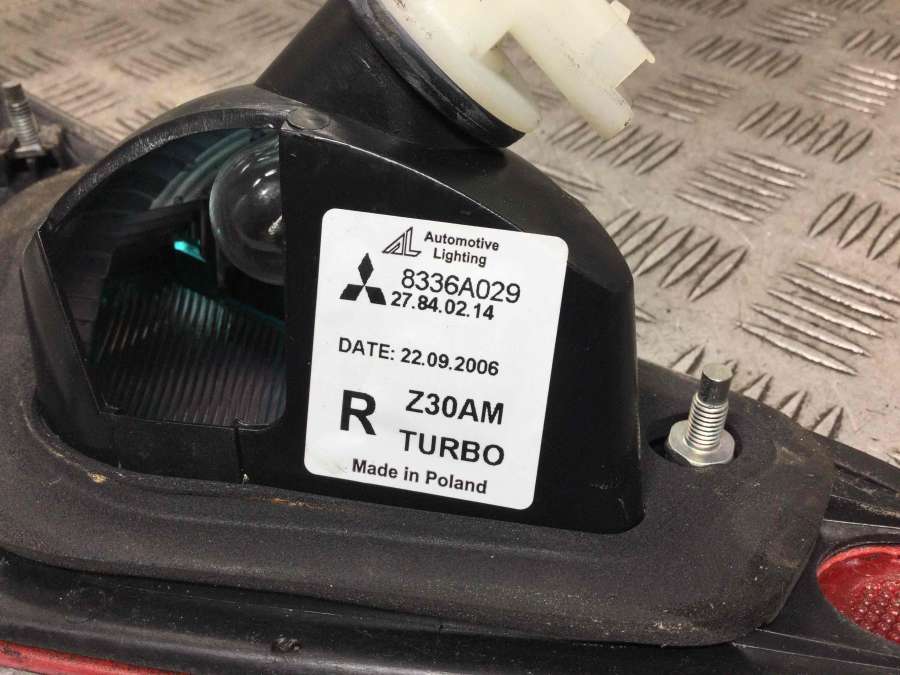 Automotive
Lighting
8336A029
27.84.02.14
DATE: 22.09.2006
R Z30AM
TURBO
Made in Poland